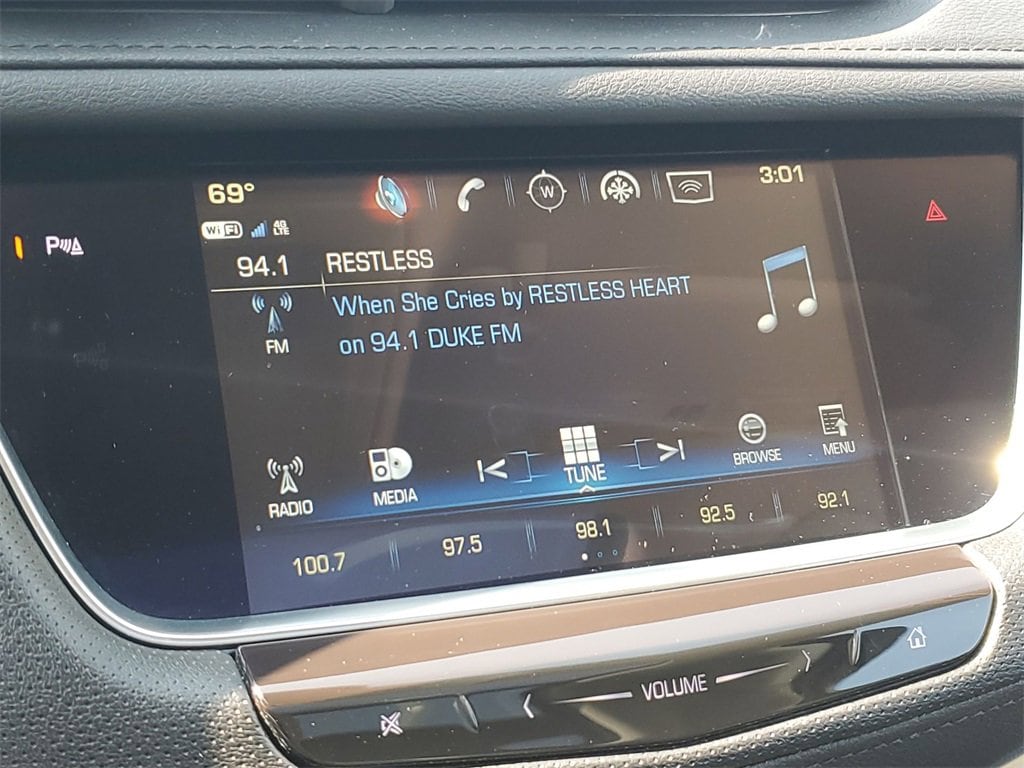 69°
W
3:01
WiFi
4G
LTE
P
94.1
RESTLESS
FM
When She Cries by RESTLESS HEART
on 94.1 DUKE FM
RADIO
MEDIA
TUNE
BROWSE
MENU
100.7
97.5
98.1
92.5
92.1
VOLUME